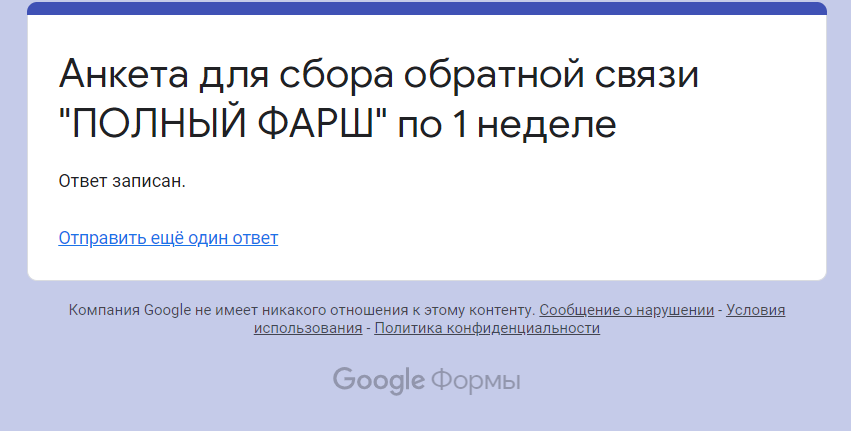 Анкета для сбора обратной связи
"ПОЛНЫЙ ФАРШ" по 1 неделе
Ответ записан.
Отправить ещё один ответ
Компания Google не имеет никакого отношения к этому контенту. Сообщение о нарушении - Условия
использования - Политика конфиденциальности
Google Формы